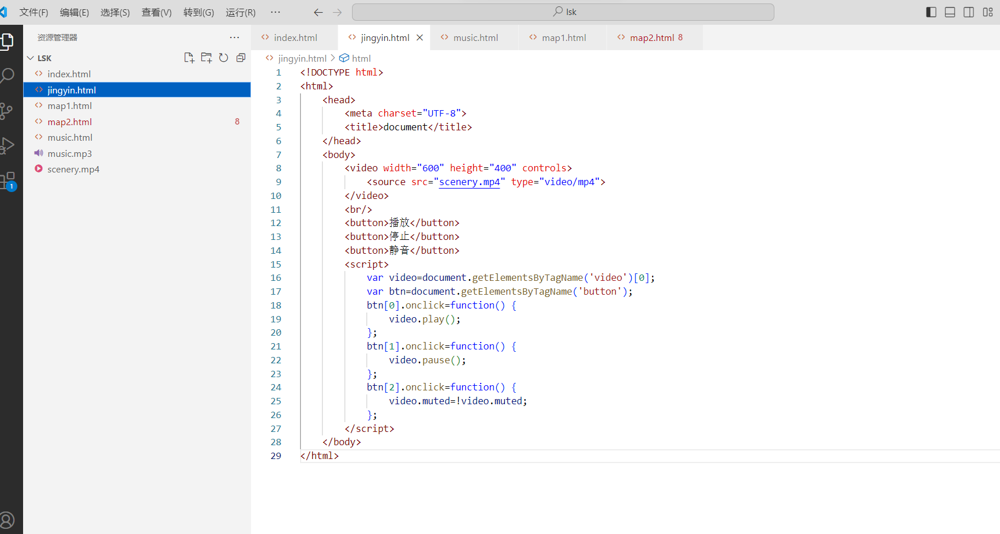 文件(F) 编辑(E) 选择(S) 查看(V) 转到(G) 运行(R) ··· lsk
资源管理器 ···
LSK
index.html
jingyin.html
map1.html
map2.html 8
music.html
music.mp3
scenery.mp4
1
index.html jingyin.html music.html map1.html map2.html 8
jingyin.html > html
1 <!DOCTYPE html>
2 <html>
3 <head>
4 <meta charset="UTF-8">
5 <title>document</title>
6 </head>
7 <body>
8 <video width="600" height="400" controls>
9 <source src="scenery.mp4" type="video/mp4">
10 </video>
11 <br/>
12 <button>播放</button>
13 <button>停止</button>
14 <button>静音</button>
15 <script>
16 var video=document.getElementsByTagName('video')[0];
17 var btn=document.getElementsByTagName('button');
18 btn[0].onclick=function() {
19 video.play();
20 };
21 btn[1].onclick=function() {
22 video.pause();
23 };
24 btn[2].onclick=function() {
25 video.muted=!video.muted;
26 };
27 </script>
28 </body>
29 </html>